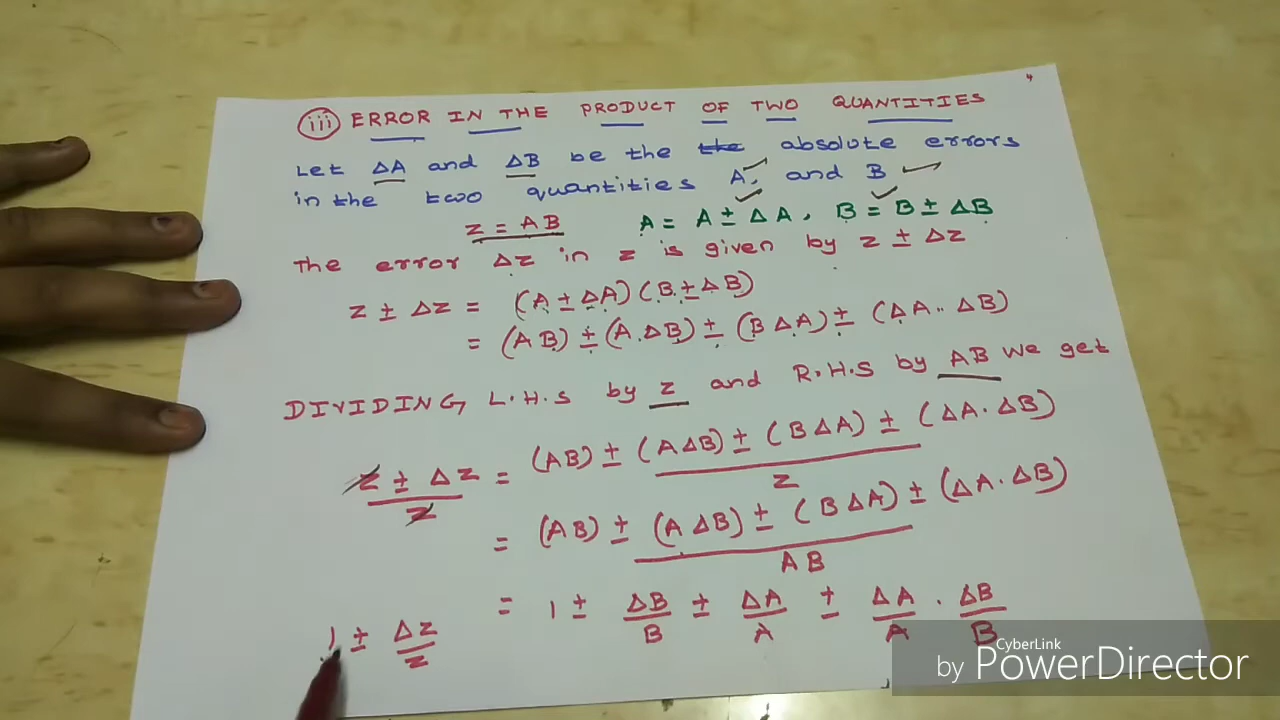 4
iii ERROR IN THE PRODUCT OF TWO QUANTITIES
Let ΔA and ΔB be the the absolute errors
in the two quantities A, and B
Z = AB A = A ± ΔA, B = B ± ΔB
The error ΔZ in Z is given by Z ± ΔZ
Z ± ΔZ = (A ± ΔA)(B ± ΔB)
= (AB) ± (A.ΔB) ± (BΔA) ± (ΔA..ΔB)
DIVIDING L.H.S by Z and R.H.S by AB We get
Z ± ΔZ / Z = (AB) ± (AΔB) ± (BΔA) ± (ΔA.ΔB) / Z
= (AB) ± (AΔB) ± (BΔA) ± (ΔA.ΔB) / AB
= 1 ± ΔB/B ± ΔA/A ± ΔA/A . ΔB/B
1 ± ΔZ/Z
CyberLink
by PowerDirector